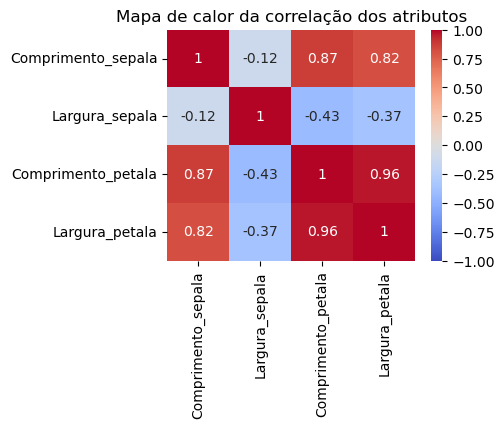 Mapa de calor da correlação dos atributos
Comprimento_sepala 1 -0.12 0.87 0.82
Largura_sepala -0.12 1 -0.43 -0.37
Comprimento_petala 0.87 -0.43 1 0.96
Largura_petala 0.82 -0.37 0.96 1
Comprimento_sepala
Largura_sepala
Comprimento_petala
Largura_petala
1.00
0.75
0.50
0.25
0.00
−0.25
−0.50
−0.75
−1.00